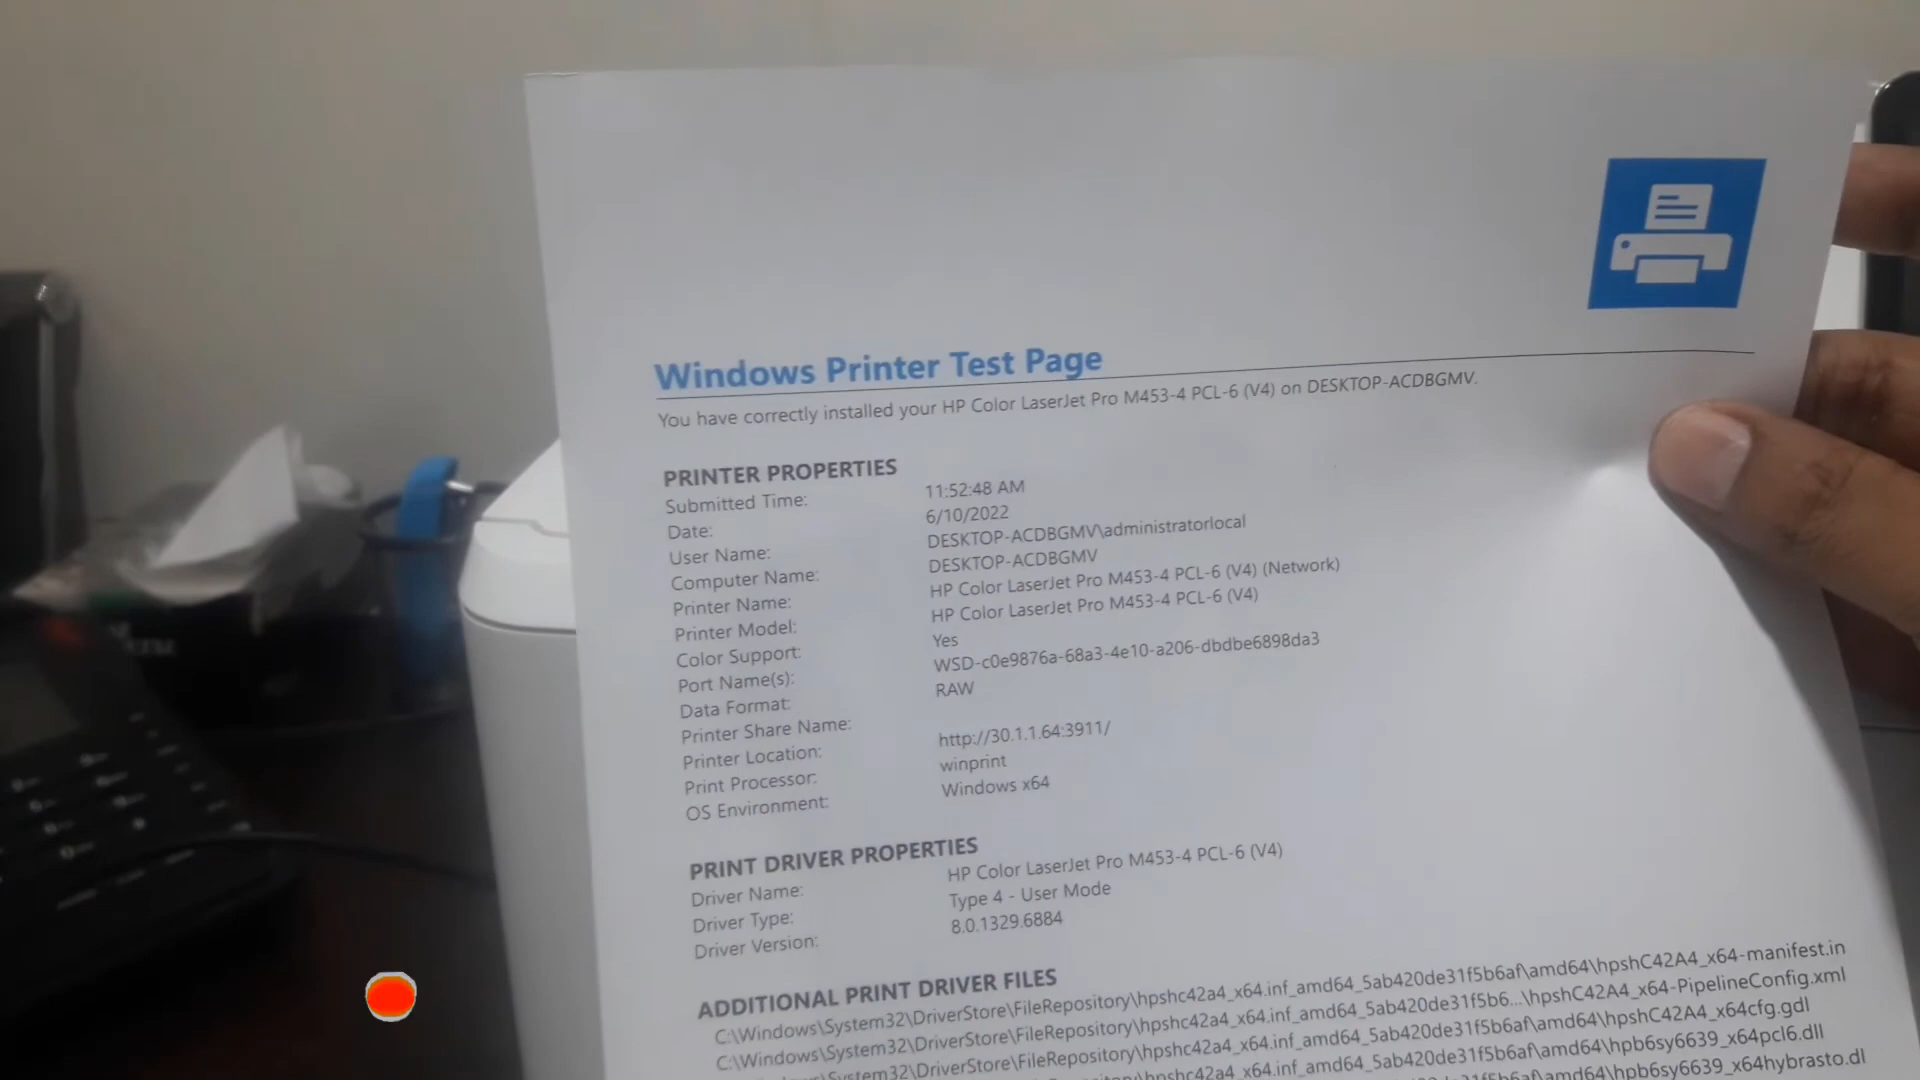 Windows Printer Test Page
You have correctly installed your HP Color LaserJet Pro M453-4 PCL-6 (V4) on DESKTOP-ACDBGMV.
PRINTER PROPERTIES
Submitted Time: 11:52:48 AM
Date: 6/10/2022
User Name: DESKTOP-ACDBGMV\administratorlocal
Computer Name: DESKTOP-ACDBGMV
Printer Name: HP Color LaserJet Pro M453-4 PCL-6 (V4) (Network)
Printer Model: HP Color LaserJet Pro M453-4 PCL-6 (V4)
Color Support: Yes
Port Name(s): WSD-c0e9876a-68a3-4e10-a206-dbdbe6898da3
Data Format: RAW
Printer Share Name:
Printer Location: http://30.1.1.64:3911/
Print Processor: winprint
OS Environment: Windows x64
PRINT DRIVER PROPERTIES
Driver Name: HP Color LaserJet Pro M453-4 PCL-6 (V4)
Driver Type: Type 4 - User Mode
Driver Version: 8.0.1329.6884
ADDITIONAL PRINT DRIVER FILES
C:\Windows\System32\DriverStore\FileRepository\hpshc42a4_x64.inf_amd64_5ab420de31f5b6af\amd64\hpshC42A4_x64-manifest.in
C:\Windows\System32\DriverStore\FileRepository\hpshc42a4_x64.inf_amd64_5ab420de31f5b6...\hpshC42A4_x64-PipelineConfig.xml
\System32\DriverStore\FileRepository\hpshc42a4_x64.inf_amd64_5ab420de31f5b6af\amd64\hpshC42A4_x64cfg.gdl
\hpshc42a4_x64.inf_amd64_5ab420de31f5b6af\amd64\hpb6sy6639_x64pcl6.dll
\amd64\hpb6sy6639_x64hybrasto.dl